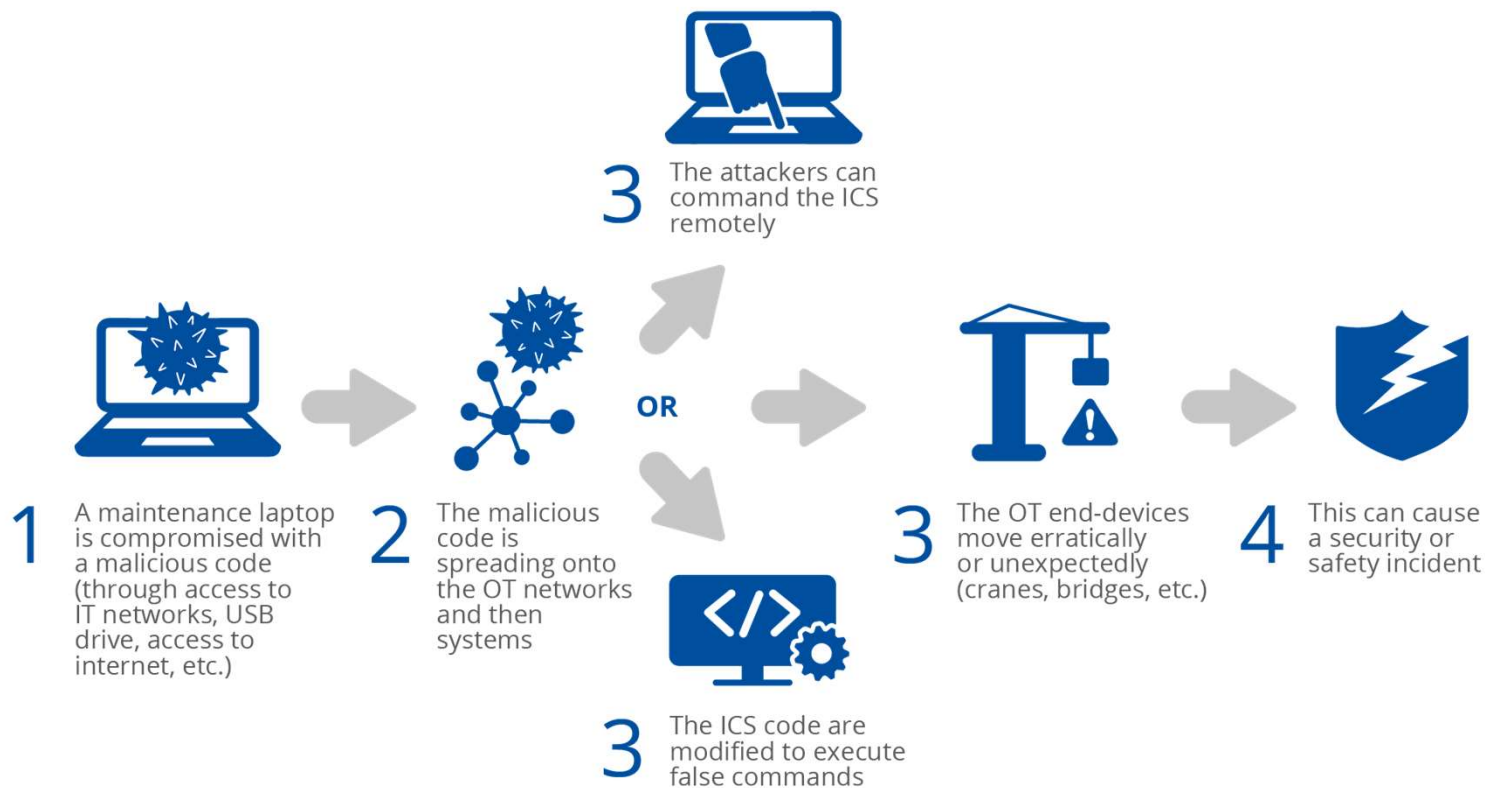 3
The attackers can
command the ICS
remotely
OR
1
A maintenance laptop
is compromised with
a malicious code
(through access to
IT networks, USB
drive, access to
internet, etc.)
2
The malicious
code is
spreading onto
the OT networks
and then
systems
3
The OT end-devices
move erratically
or unexpectedly
(cranes, bridges, etc.)
4
This can cause
a security or
safety incident
</>
3
The ICS code are
modified to execute
false commands